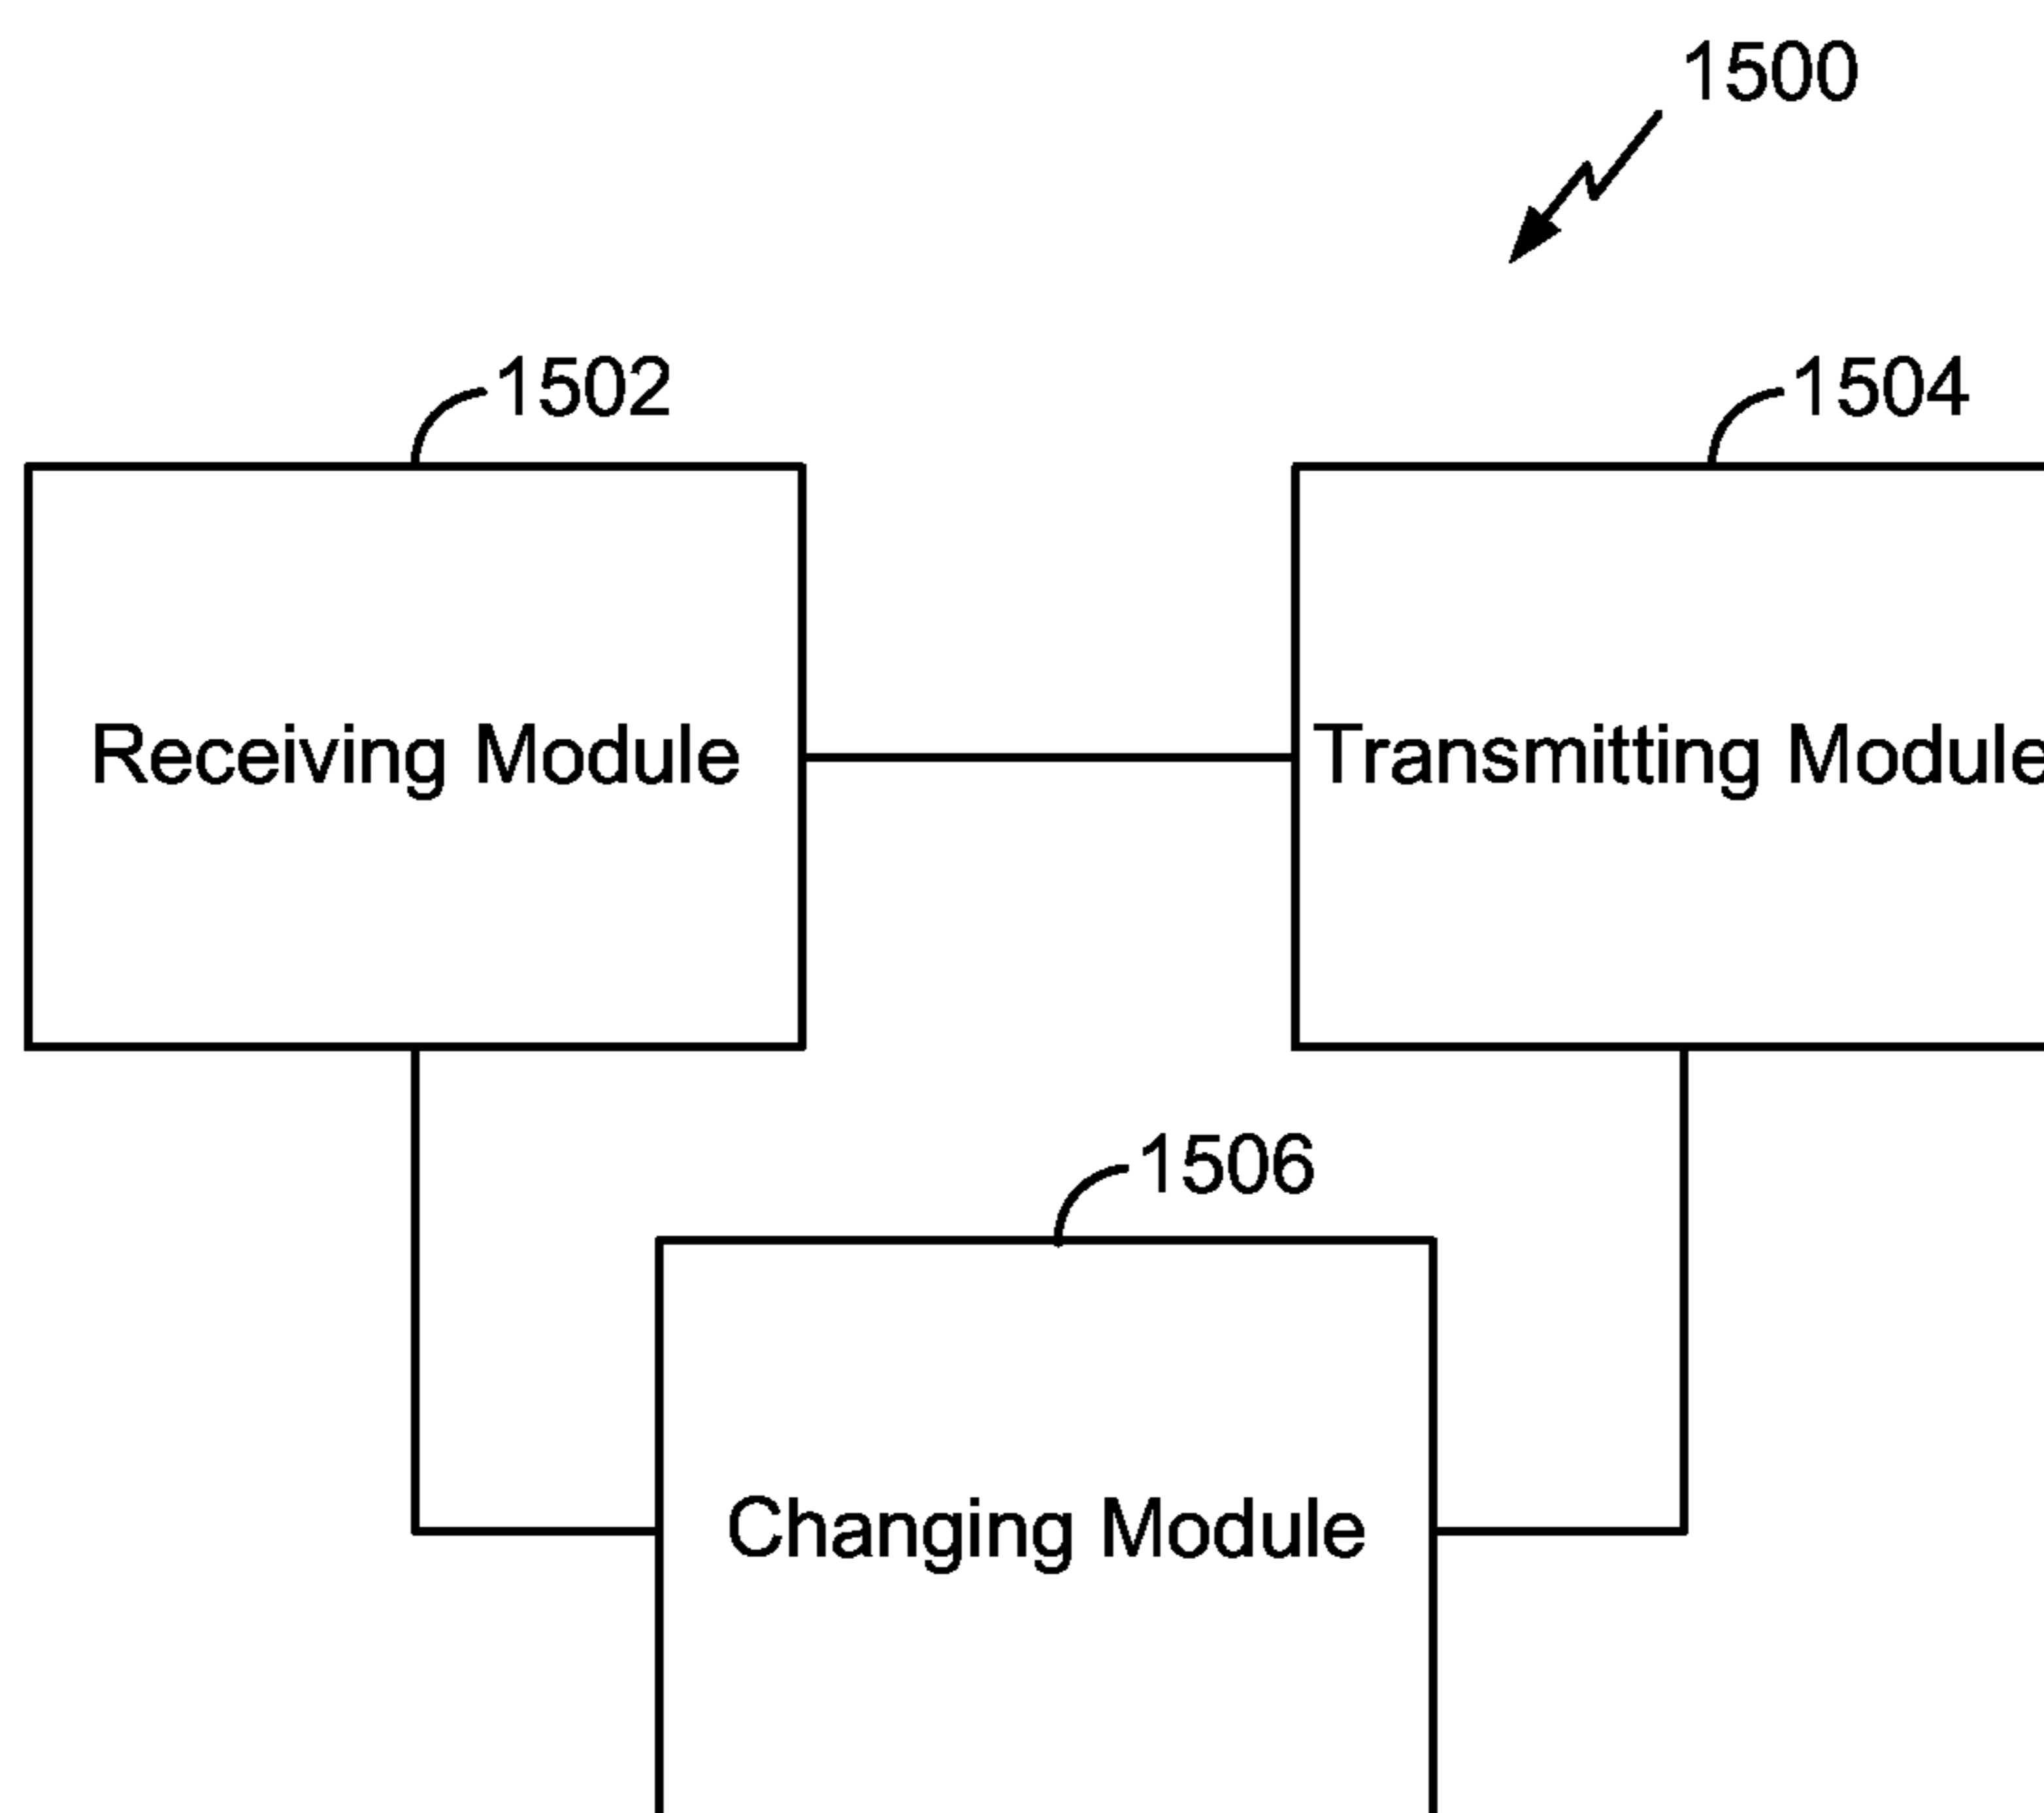 1500
1502
1504
Receiving Module
Transmitting Module
1506
Changing Module